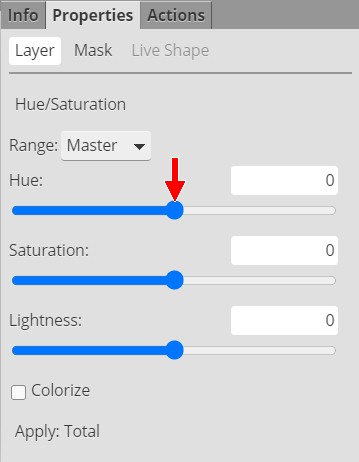 Info Properties Actions
Layer Mask Live Shape
Hue/Saturation
Range: Master
Hue: 0
Saturation: 0
Lightness: 0
Colorize
Apply: Total